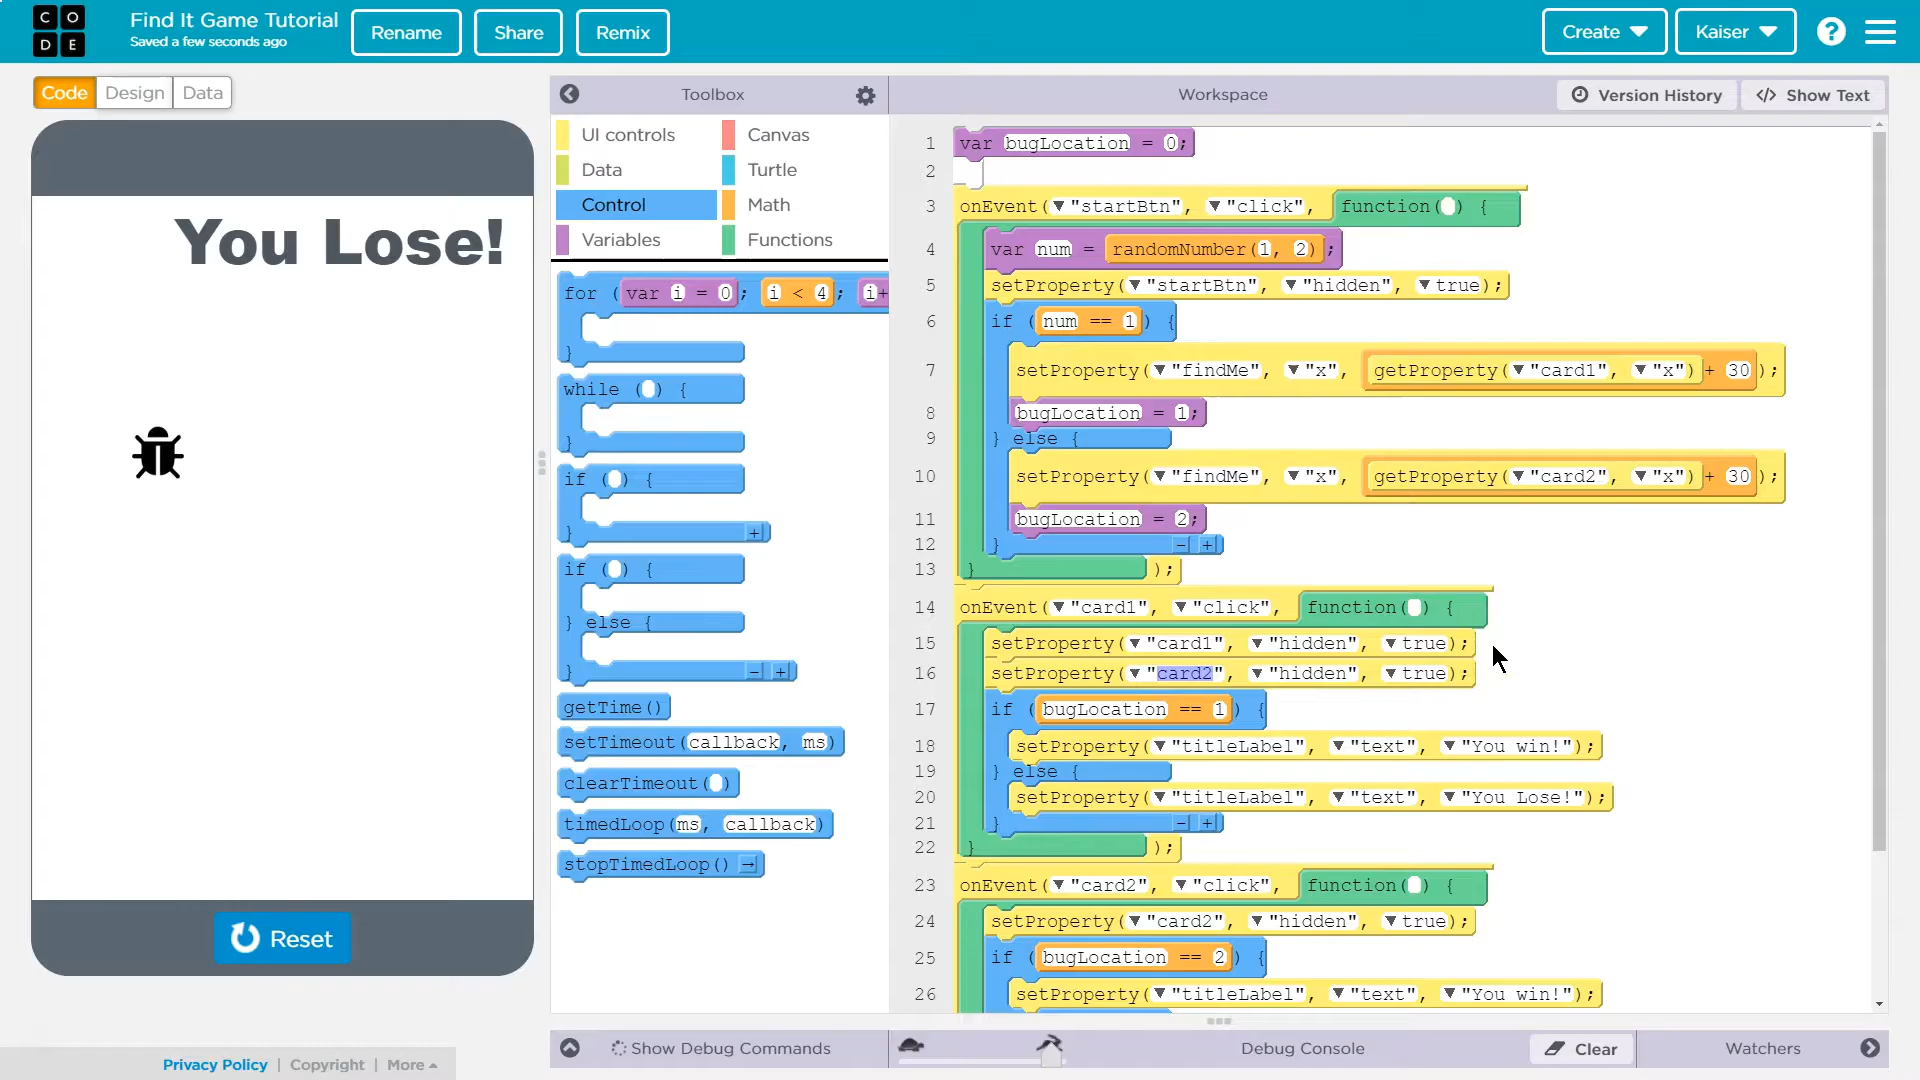 CO
DE
Find It Game Tutorial
Saved a few seconds ago
Rename
Share
Remix
Create
Kaiser
?
Code
Design
Data
Toolbox
Workspace
Version History
</> Show Text
You Lose!
UI controls
Canvas
Data
Turtle
Control
Math
Variables
Functions
for (var i = 0; i < 4; i+
}
while () {
}
if () {
} +
if () {
} else {
} - +
getTime()
setTimeout(callback, ms)
clearTimeout()
timedLoop(ms, callback)
stopTimedLoop() →
1 var bugLocation = 0;
2
3 onEvent(▼"startBtn", ▼"click", function() {
4 var num = randomNumber(1, 2);
5 setProperty(▼"startBtn", ▼"hidden", ▼true);
6 if (num == 1) {
7 setProperty(▼"findMe", ▼"x", getProperty(▼"card1", ▼"x")+ 30);
8 bugLocation = 1;
9 } else {
10 setProperty(▼"findMe", ▼"x", getProperty(▼"card2", ▼"x")+ 30);
11 bugLocation = 2;
12 } - +
13 });
14 onEvent(▼"card1", ▼"click", function() {
15 setProperty(▼"card1", ▼"hidden", ▼true);
16 setProperty(▼"card2", ▼"hidden", ▼true);
17 if (bugLocation == 1) {
18 setProperty(▼"titleLabel", ▼"text", ▼"You win!");
19 } else {
20 setProperty(▼"titleLabel", ▼"text", ▼"You Lose!");
21 } - +
22 });
23 onEvent(▼"card2", ▼"click", function() {
24 setProperty(▼"card2", ▼"hidden", ▼true);
25 if (bugLocation == 2) {
26 setProperty(▼"titleLabel", ▼"text", ▼"You win!");
Reset
Show Debug Commands
Debug Console
Clear
Watchers
Privacy Policy | Copyright | More